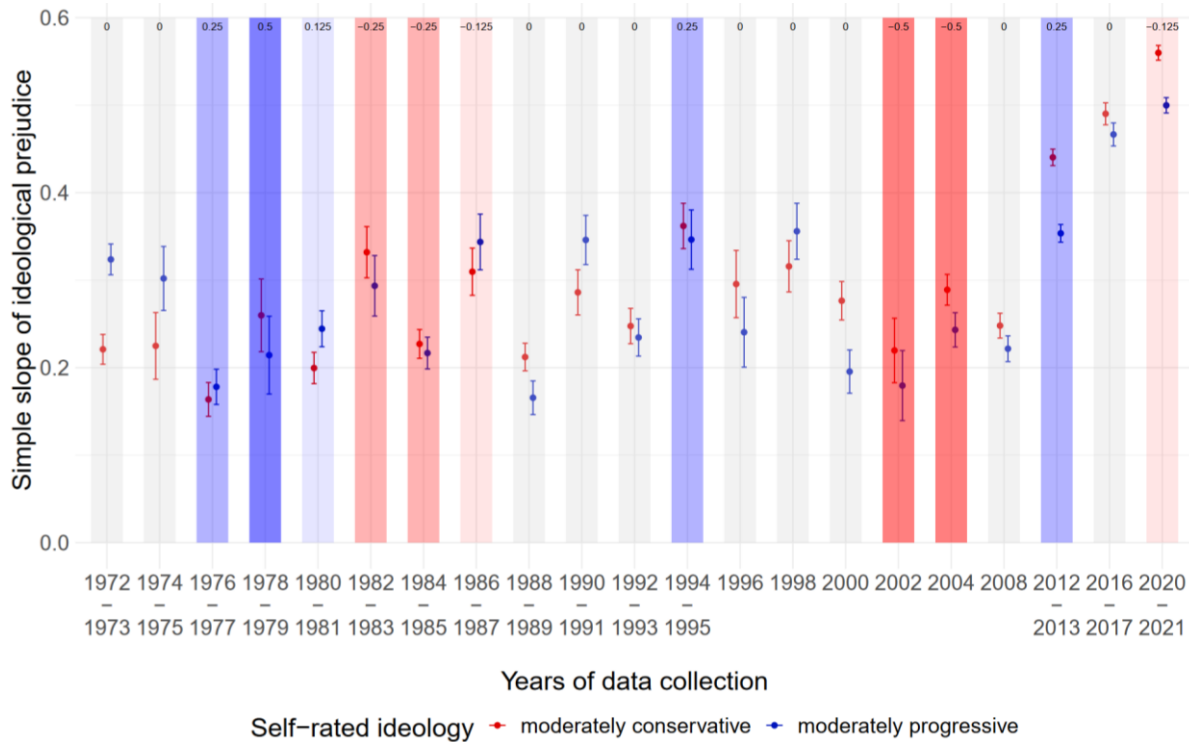 0 0 0.25 0.5 0.125 −0.25 −0.25 −0.125 0 0 0 0.25 0 0 0 −0.5 −0.5 0 0.25 0 −0.125
0.6
0.4
0.2
0.0
Simple slope of ideological prejudice
1972 1974 1976 1978 1980 1982 1984 1986 1988 1990 1992 1994 1996 1998 2000 2002 2004 2008 2012 2016 2020
– – – – – – – – – – – – – – –
1973 1975 1977 1979 1981 1983 1985 1987 1989 1991 1993 1995 2013 2017 2021
Years of data collection
Self−rated ideology moderately conservative moderately progressive